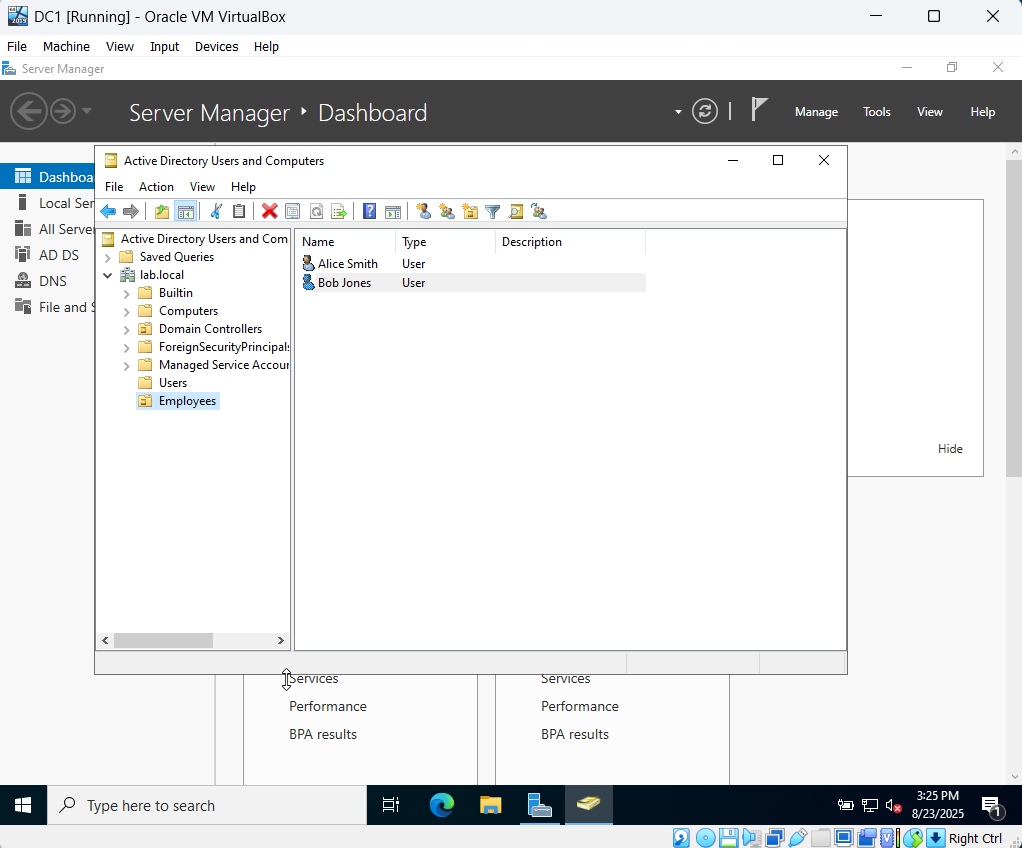 DC1 [Running] - Oracle VM VirtualBox
File Machine View Input Devices Help
Server Manager
Server Manager Dashboard
Manage Tools View Help
Dashboa
Local Ser
All Server
AD DS
DNS
File and S
Active Directory Users and Computers
File Action View Help
Active Directory Users and Com
Saved Queries
lab.local
Builtin
Computers
Domain Controllers
ForeignSecurityPrincipals
Managed Service Accoun
Users
Employees
Name Type Description
Alice Smith User
Bob Jones User
Hide
Services
Performance
BPA results
Services
Performance
BPA results
Type here to search
3:25 PM
8/23/2025
1
Right Ctrl